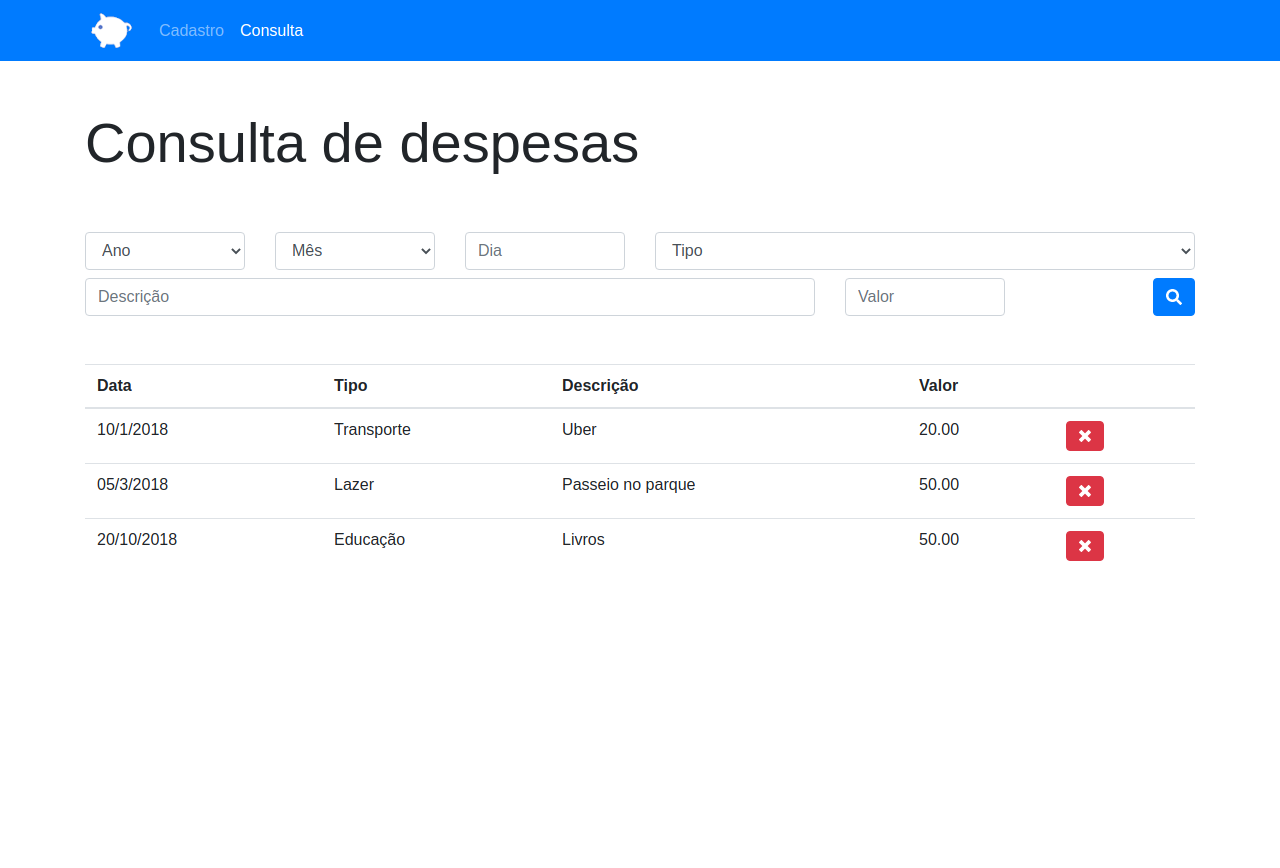 Cadastro Consulta
Consulta de despesas
Ano Mês Dia Tipo
Descrição Valor
Data Tipo Descrição Valor
10/1/2018 Transporte Uber 20.00
05/3/2018 Lazer Passeio no parque 50.00
20/10/2018 Educação Livros 50.00